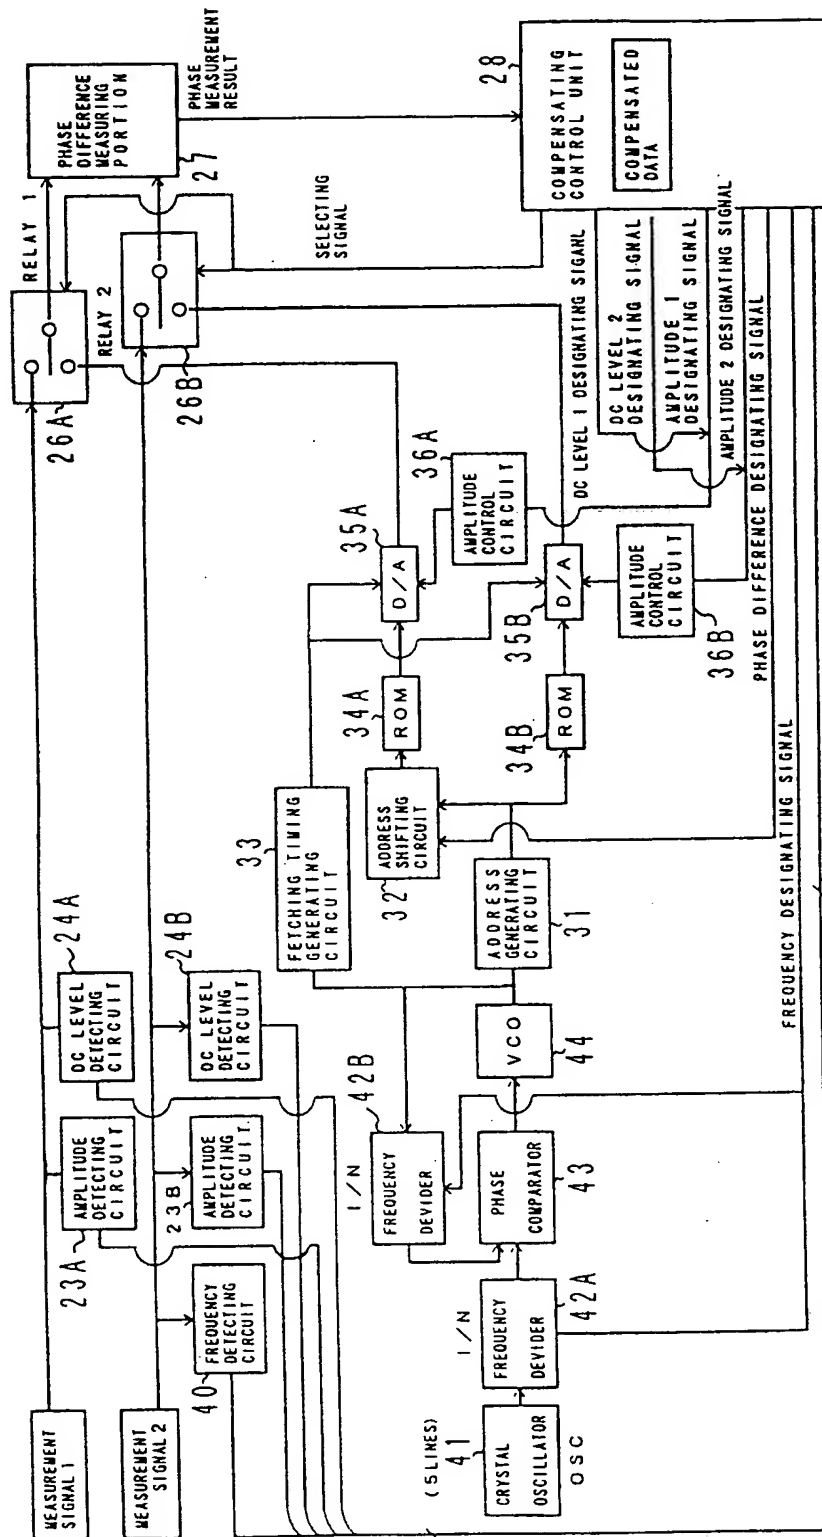 MEASUREMENT
SIGNAL 1
MEASUREMENT
SIGNAL 2
23A
AMPLITUDE
DETECTING
CIRCUIT
24A
DC LEVEL
DETECTING
CIRCUIT
40
FREQUENCY
DETECTING
CIRCUIT
23B
AMPLITUDE
DETECTING
CIRCUIT
24B
DC LEVEL
DETECTING
CIRCUIT
26A
RELAY 1
RELAY 2
26B
PHASE
DIFFERENCE
MEASURING
PORTION
27
PHASE
MEASUREMENT
RESULT
SELECTING
SIGNAL
33
FETCHING TIMING
GENERATING
CIRCUIT
32
ADDRESS
SHIFTING
CIRCUIT
34A
ROM
35A
D/A
36A
AMPLITUDE
CONTROL
CIRCUIT
31
ADDRESS
GENERATING
CIRCUIT
34B
ROM
35B
D/A
36B
AMPLITUDE
CONTROL
CIRCUIT
(5 LINES)
41
CRYSTAL
OSCILLATOR
OSC
1/N
FREQUENCY
DEVIDER
42A
1/N
42B
FREQUENCY
DEVIDER
PHASE
COMPARATOR
43
VCO
44
28
COMPENSATING
CONTROL
UNIT
COMPENSATED
DATA
DC LEVEL 1 DESIGNATING SIGANL
DC LEVEL 2
DESIGNATING SIGNAL
AMPLITUDE 1
DESIGNATING SIGNAL
AMPLITUDE 2 DESIGNATING SIGNAL
PHASE DIFFERENCE DESIGNATING SIGNAL
FREQUENCY DESIGNATING SIGNAL